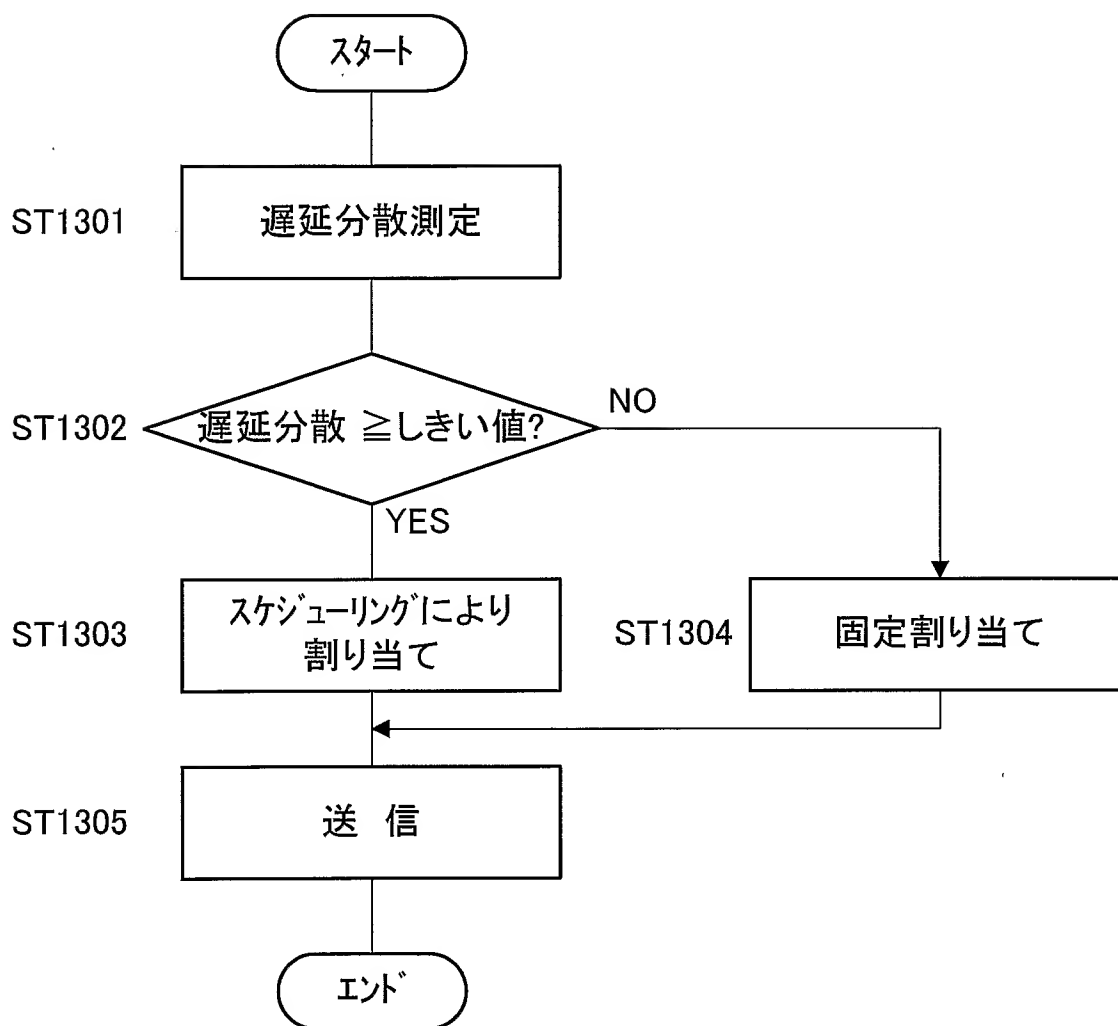 スタート
ST1301
遅延分散測定
ST1302
遅延分散 ≧しきい値?
NO
YES
ST1303
スケジューリングにより
割り当て
ST1304
固定割り当て
ST1305
送 信
エンド